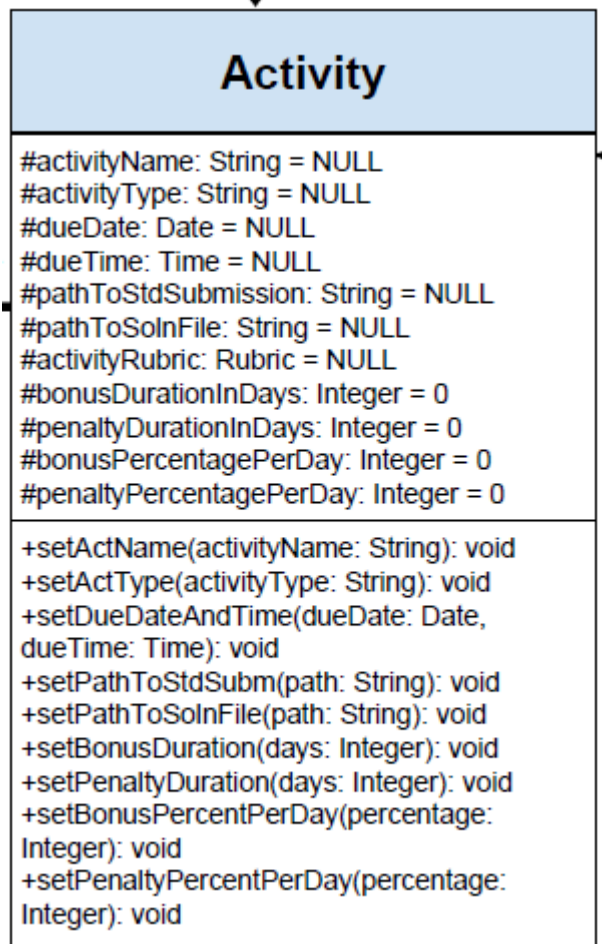 Activity
#activityName: String = NULL
#activityType: String = NULL
#dueDate: Date = NULL
#dueTime: Time = NULL
#pathToStdSubmission: String = NULL
#pathToSolnFile: String = NULL
#activityRubric: Rubric = NULL
#bonusDurationInDays: Integer = 0
#penaltyDurationInDays: Integer = 0
#bonusPercentagePerDay: Integer = 0
#penaltyPercentagePerDay: Integer = 0
+setActName(activityName: String): void
+setActType(activityType: String): void
+setDueDateAndTime(dueDate: Date,
dueTime: Time): void
+setPathToStdSubm(path: String): void
+setPathToSolnFile(path: String): void
+setBonusDuration(days: Integer): void
+setPenaltyDuration(days: Integer): void
+setBonusPercentPerDay(percentage:
Integer): void
+setPenaltyPercentPerDay(percentage:
Integer): void